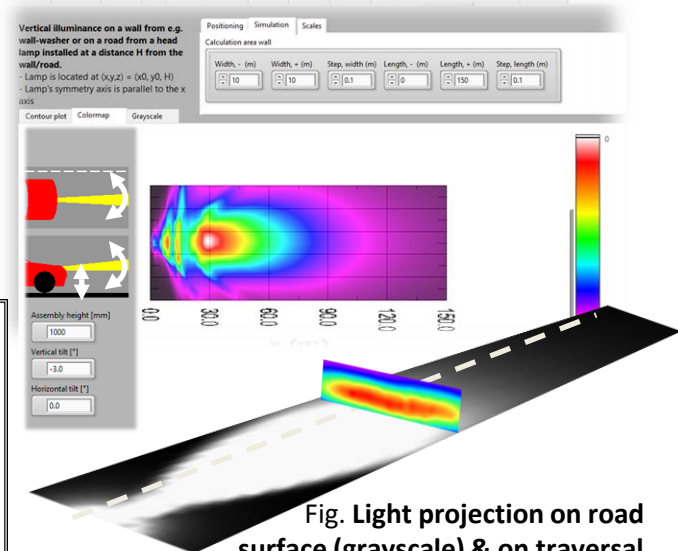 Vertical illuminance on a wall from e.g.
wall-washer or on a road from a head
lamp installed at a distance H from the
wall/road.
- Lamp is located at (x,y,z) = (x0, y0, H)
- Lamp's symmetry axis is parallel to the x
axis
Positioning Simulation Scales
Calculation area wall
Width, - (m) Width, + (m) Step, width (m) Length, - (m) Length, + (m) Step, length (m)
10 10 0.1 0 150 0.1
Contour plot Colormap Grayscale
0
0.0 30.0 60.0 90.0 120.0 150.0
Assembly height [mm]
1000
Vertical tilt [°]
-3.0
Horizontal tilt [°]
0.0
Fig. Light projection on road
surface (grayscale) & on traversal